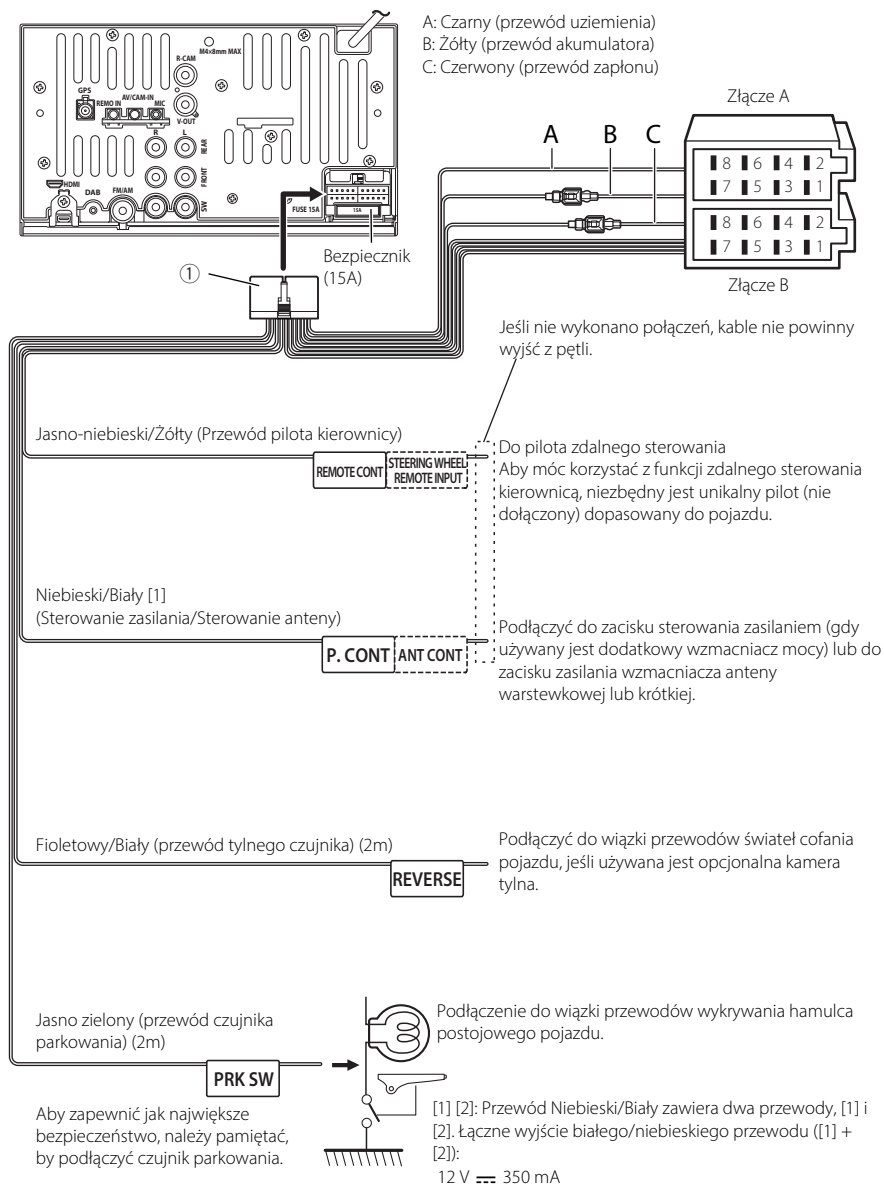 A: Czarny (przewód uziemienia)
B: Żółty (przewód akumulatora)
C: Czerwony (przewód zapłonu)
M4×8mm MAX
R-CAM
GPS
AV/CAM-IN
REMO IN
MIC
V-OUT
R
L
REAR
FRONT
SW
HDMI
DAB
FM/AM
FUSE 15A
15A
Bezpiecznik
(15A)
①
A
B
C
Złącze A
8 6 4 2
7 5 3 1
8 6 4 2
7 5 3 1
Złącze B
Jeśli nie wykonano połączeń, kable nie powinny
wyjść z pętli.
Jasno-niebieski/Żółty (Przewód pilota kierownicy)
REMOTE CONT
STEERING WHEEL
REMOTE INPUT
Do pilota zdalnego sterowania
Aby móc korzystać z funkcji zdalnego sterowania
kierownicą, niezbędny jest unikalny pilot (nie
dołączony) dopasowany do pojazdu.
Niebieski/Biały [1]
(Sterowanie zasilania/Sterowanie anteny)
P. CONT
ANT CONT
Podłączyć do zacisku sterowania zasilaniem (gdy
używany jest dodatkowy wzmacniacz mocy) lub do
zacisku zasilania wzmacniacza anteny
warstewkowej lub krótkiej.
Fioletowy/Biały (przewód tylnego czujnika) (2m)
REVERSE
Podłączyć do wiązki przewodów świateł cofania
pojazdu, jeśli używana jest opcjonalna kamera
tylna.
Jasno zielony (przewód czujnika
parkowania) (2m)
PRK SW
Aby zapewnić jak największe
bezpieczeństwo, należy pamiętać,
by podłączyć czujnik parkowania.
Podłączenie do wiązki przewodów wykrywania hamulca
postojowego pojazdu.
[1] [2]: Przewód Niebieski/Biały zawiera dwa przewody, [1] i
[2]. Łączne wyjście białego/niebieskiego przewodu ([1] +
[2]):
12 V ⎓ 350 mA